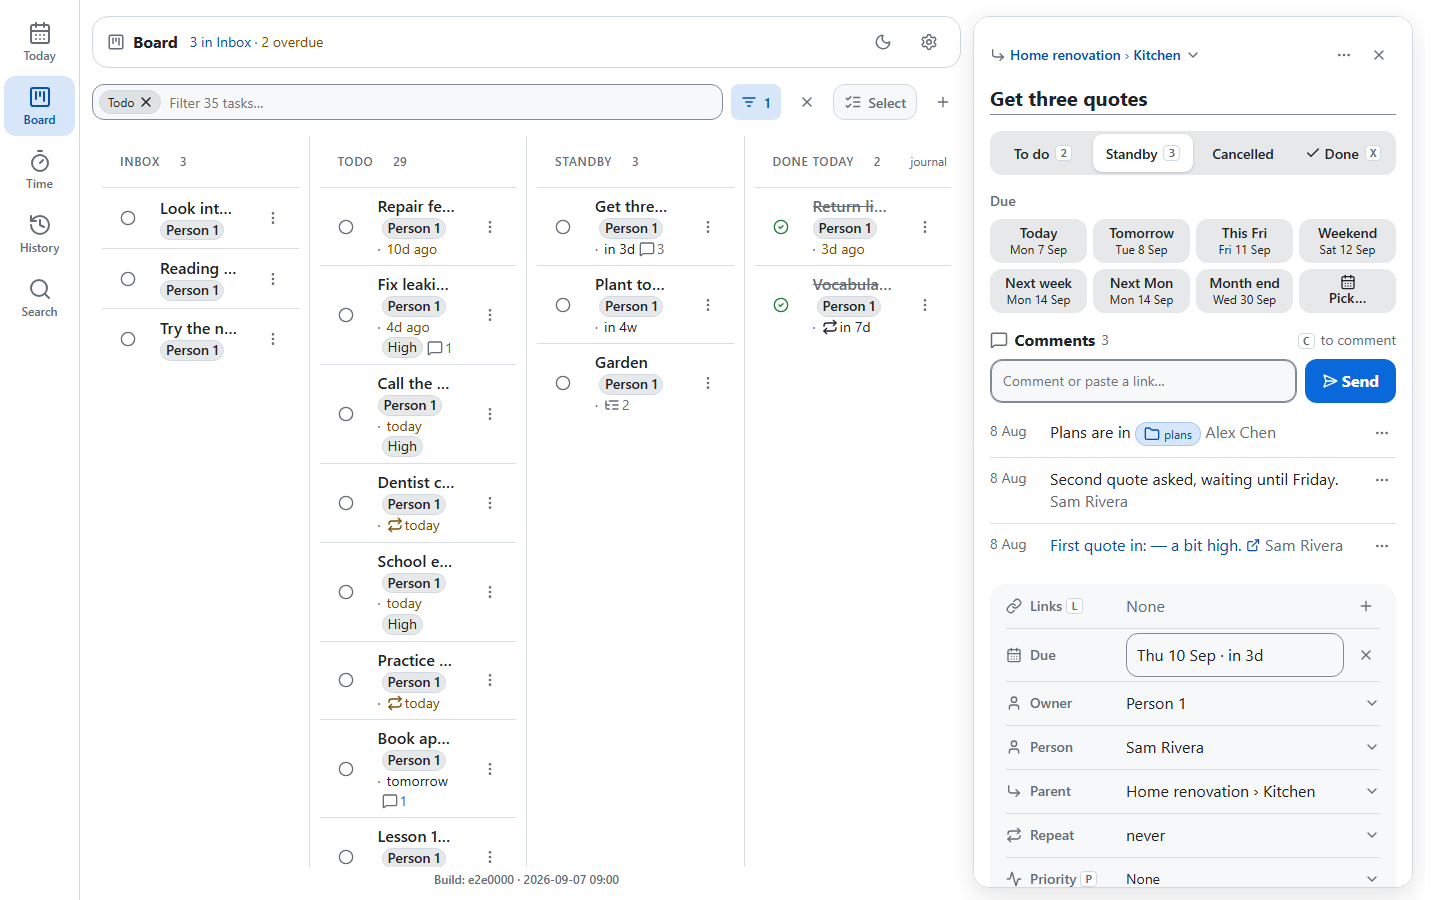 Today
Board
Time
History
Search
Board 3 in Inbox · 2 overdue
Todo Filter 35 tasks...
1
Select
INBOX 3
Look int...
Person 1
Reading ...
Person 1
Try the n...
Person 1
TODO 29
Repair fe...
Person 1
· 10d ago
Fix leaki...
Person 1
· 4d ago
High 1
Call the ...
Person 1
· today
High
Dentist c...
Person 1
· today
School e...
Person 1
· today
High
Practice ...
Person 1
· today
Book ap...
Person 1
· tomorrow
1
Lesson 1...
Person 1
STANDBY 3
Get thre...
Person 1
· in 3d 3
Plant to...
Person 1
· in 4w
Garden
Person 1
· 2
DONE TODAY 2 journal
Return li...
Person 1
· 3d ago
Vocabula...
Person 1
· in 7d
Build: e2e0000 · 2026-09-07 09:00
Home renovation › Kitchen
Get three quotes
To do 2 Standby 3 Cancelled Done X
Due
Today Tomorrow This Fri Weekend
Mon 7 Sep Tue 8 Sep Fri 11 Sep Sat 12 Sep
Next week Next Mon Month end Pick...
Mon 14 Sep Mon 14 Sep Wed 30 Sep
Comments 3 C to comment
Comment or paste a link... Send
8 Aug Plans are in plans Alex Chen
8 Aug Second quote asked, waiting until Friday.
Sam Rivera
8 Aug First quote in: — a bit high. Sam Rivera
Links L None
Due Thu 10 Sep · in 3d
Owner Person 1
Person Sam Rivera
Parent Home renovation › Kitchen
Repeat never
Priority P None